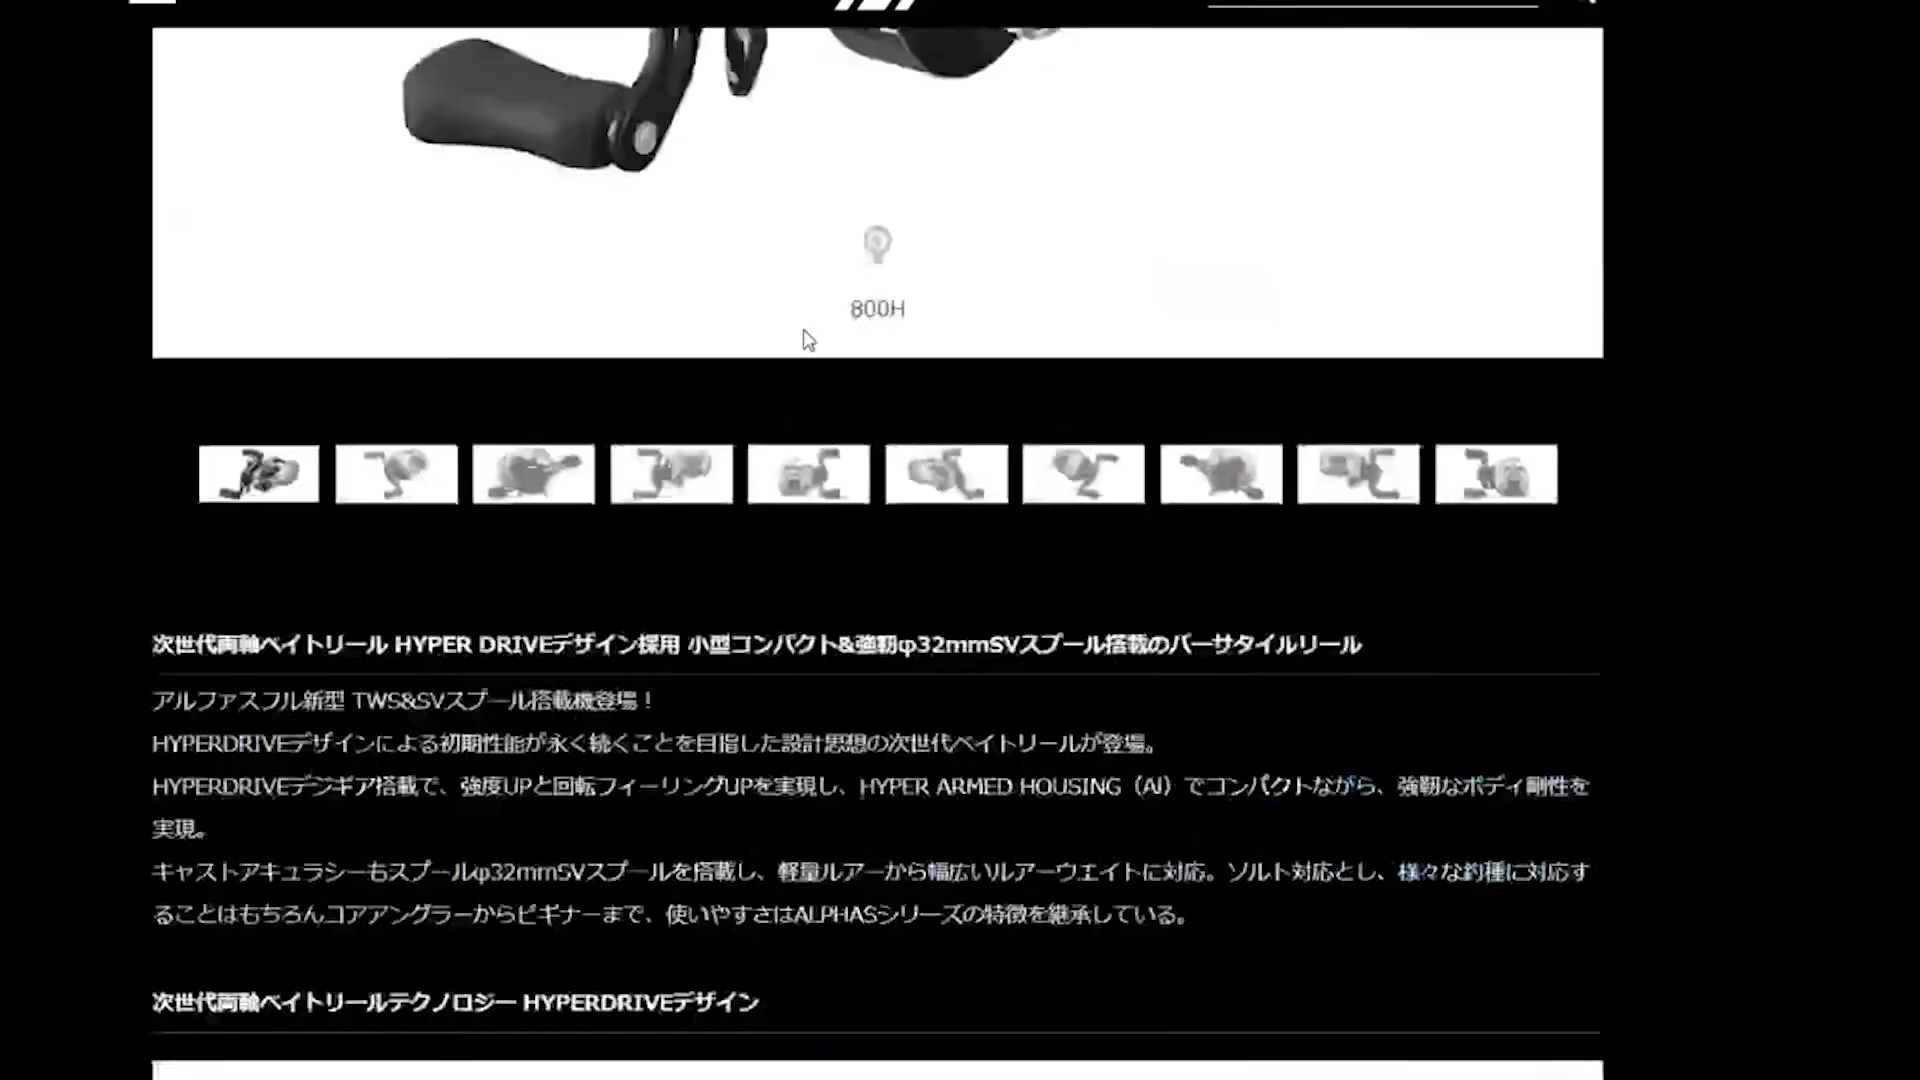 800H
次世代両軸ベイトリール HYPER DRIVEデザイン採用 小型コンパクト&強靭φ32mmSVスプール搭載のバーサタイルリール
アルファスフル新型 TWS&SVスプール搭載機登場！
HYPERDRIVEデザインによる初期性能が永く続くことを目指した設計思想の次世代ベイトリールが登場。
HYPERDRIVEデジギア搭載で、強度UPと回転フィーリングUPを実現し、HYPER ARMED HOUSING（Al）でコンパクトながら、強靭なボディ剛性を
実現。
キャストアキュラシーもスプールφ32mmSVスプールを搭載し、軽量ルアーから幅広いルアーウエイトに対応。ソルト対応とし、様々な釣種に対応す
ることはもちろんコアアングラーからビギナーまで、使いやすさはALPHASシリーズの特徴を継承している。
次世代両軸ベイトリールテクノロジー HYPERDRIVEデザイン